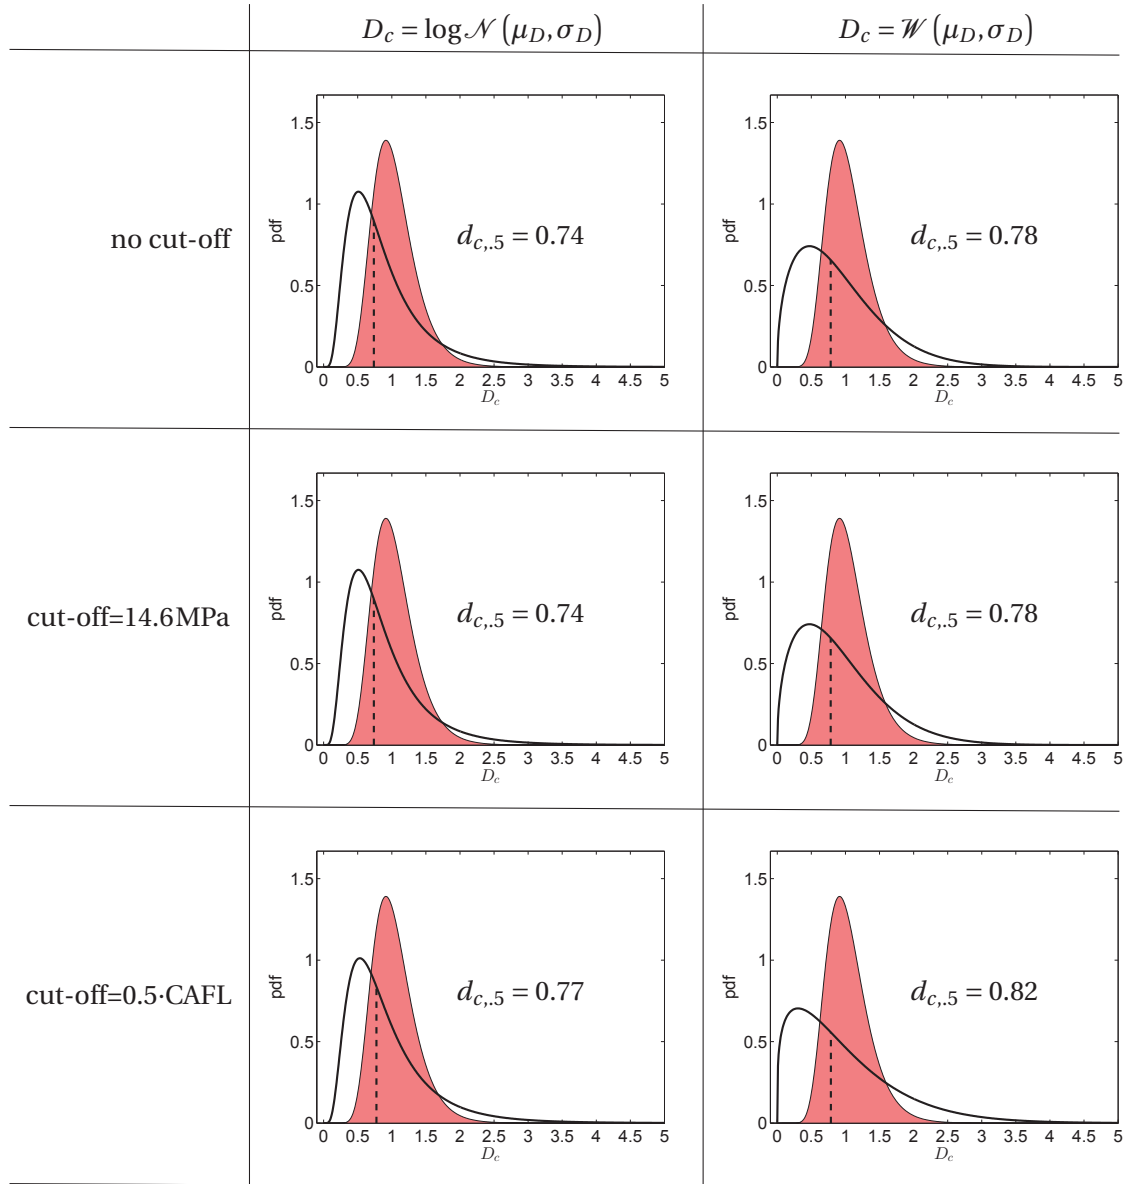 D_c = log 𝒩 (μ_D, σ_D)
D_c = 𝒲 (μ_D, σ_D)
no cut-off
1.5
1
0.5
0
pdf
d_{c,.5} = 0.74
0 0.5 1 1.5 2 2.5 3 3.5 4 4.5 5
D_c
1.5
1
0.5
0
pdf
d_{c,.5} = 0.78
0 0.5 1 1.5 2 2.5 3 3.5 4 4.5 5
D_c
cut-off=14.6MPa
1.5
1
0.5
0
pdf
d_{c,.5} = 0.74
0 0.5 1 1.5 2 2.5 3 3.5 4 4.5 5
D_c
1.5
1
0.5
0
pdf
d_{c,.5} = 0.78
0 0.5 1 1.5 2 2.5 3 3.5 4 4.5 5
D_c
cut-off=0.5·CAFL
1.5
1
0.5
0
pdf
d_{c,.5} = 0.77
0 0.5 1 1.5 2 2.5 3 3.5 4 4.5 5
D_c
1.5
1
0.5
0
pdf
d_{c,.5} = 0.82
0 0.5 1 1.5 2 2.5 3 3.5 4 4.5 5
D_c